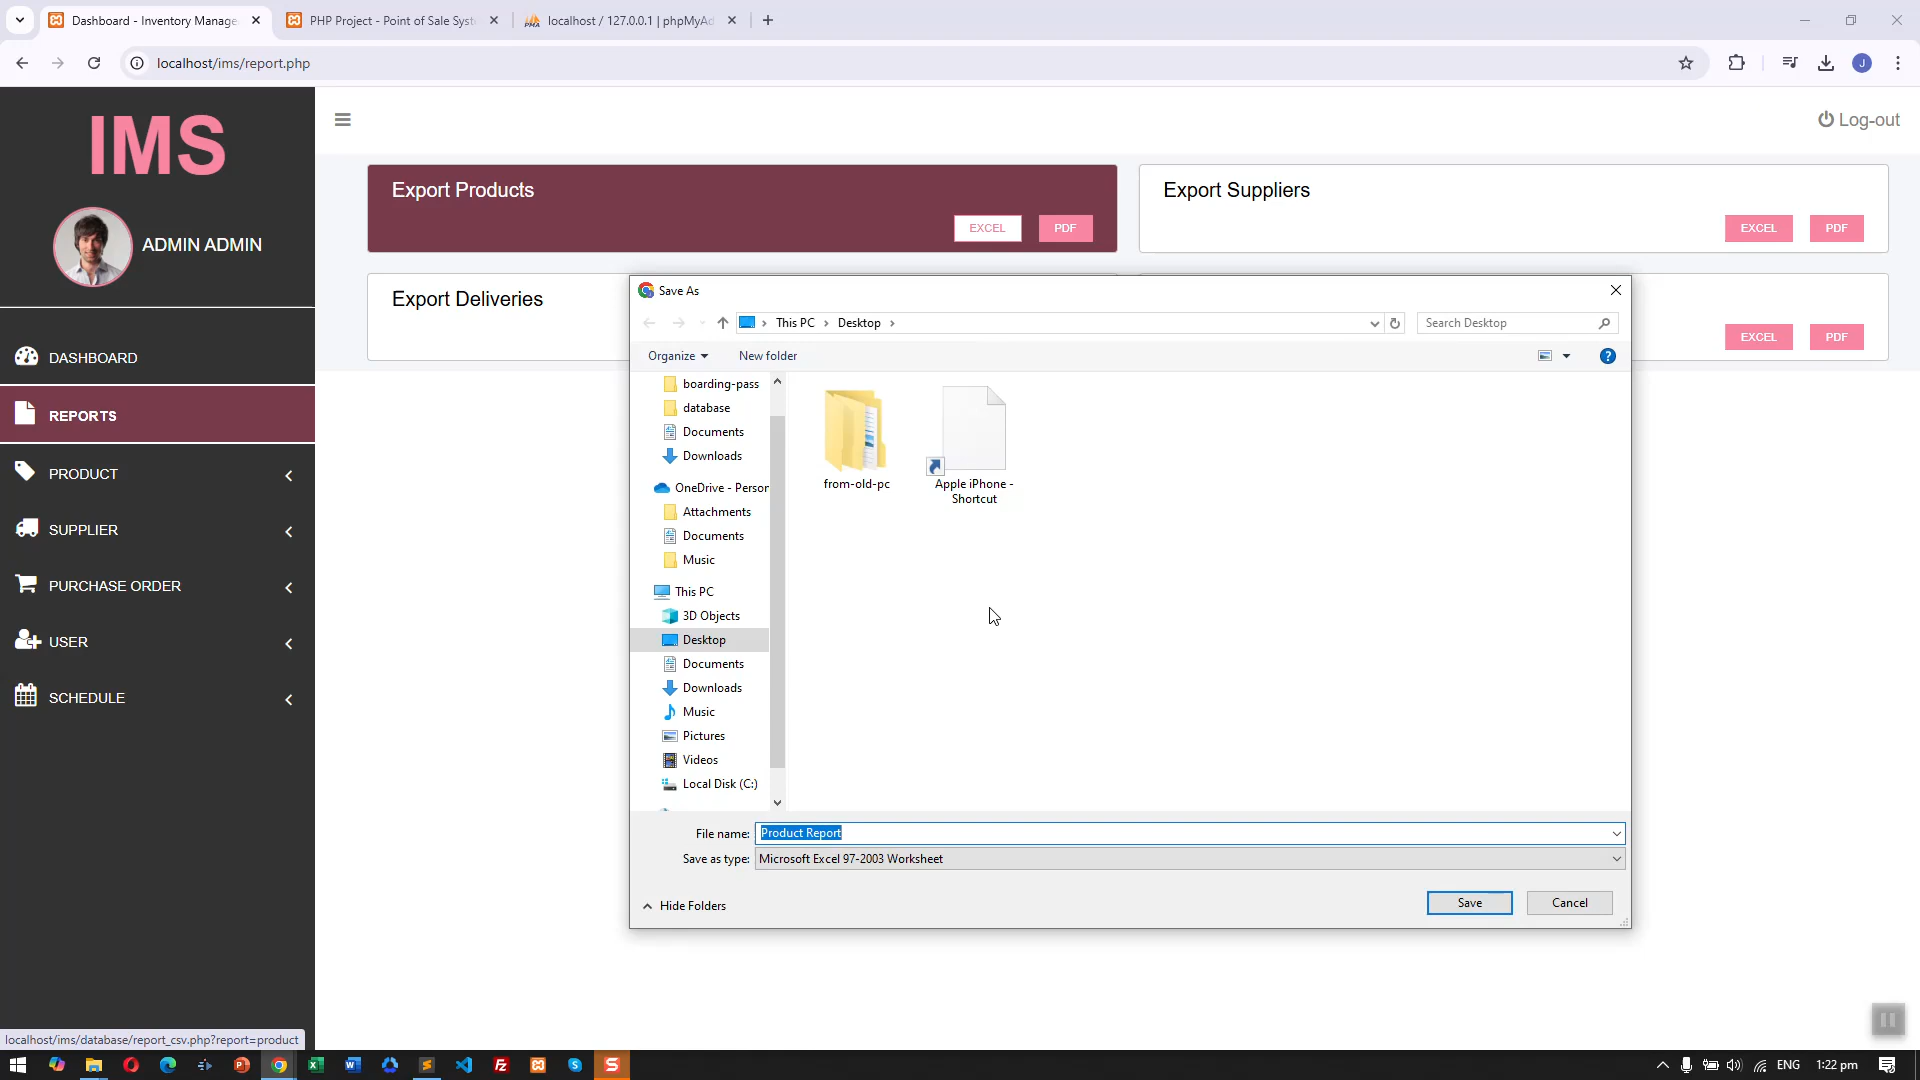 Dashboard - Inventory Manage
PHP Project - Point of Sale Syst
localhost / 127.0.0.1 | phpMyAd
localhost/ims/report.php
J
IMS
ADMIN ADMIN
DASHBOARD
REPORTS
PRODUCT
SUPPLIER
PURCHASE ORDER
USER
SCHEDULE
Log-out
Export Products
EXCEL PDF
Export Suppliers
EXCEL PDF
Export Deliveries
EXCEL PDF
Save As
This PC > Desktop >
Search Desktop
Organize
New folder
boarding-pass
database
Documents
Downloads
OneDrive - Person
Attachments
Documents
Music
This PC
3D Objects
Desktop
Documents
Downloads
Music
Pictures
Videos
Local Disk (C:)
from-old-pc
Apple iPhone -
Shortcut
File name: Product Report
Save as type: Microsoft Excel 97-2003 Worksheet
Hide Folders
Save
Cancel
localhost/ims/database/report_csv.php?report=product
ENG
1:22 pm